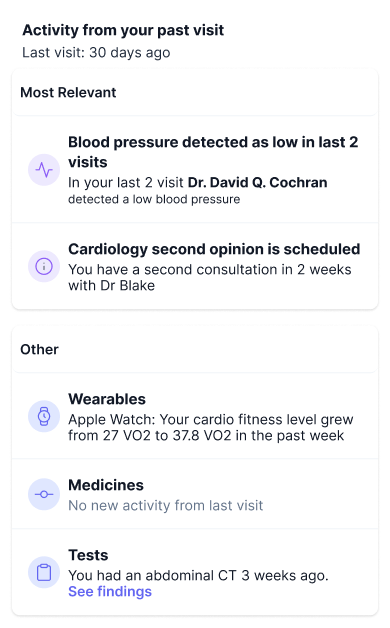 Activity from your past visit
Last visit: 30 days ago
Most Relevant
Blood pressure detected as low in last 2
visits
In your last 2 visit Dr. David Q. Cochran
detected a low blood pressure
Cardiology second opinion is scheduled
You have a second consultation in 2 weeks
with Dr Blake
Other
Wearables
Apple Watch: Your cardio fitness level grew
from 27 VO2 to 37.8 VO2 in the past week
Medicines
No new activity from last visit
Tests
You had an abdominal CT 3 weeks ago.
See findings